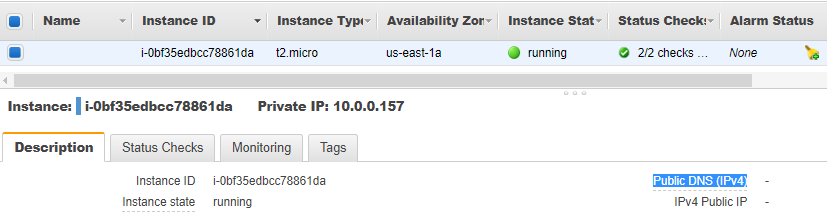 Name Instance ID Instance Type Availability Zon Instance Stat Status Checks Alarm Status
i-0bf35edbcc78861da t2.micro us-east-1a running 2/2 checks ... None
Instance: i-0bf35edbcc78861da Private IP: 10.0.0.157
Description Status Checks Monitoring Tags
Instance ID i-0bf35edbcc78861da Public DNS (IPv4) -
Instance state running IPv4 Public IP -